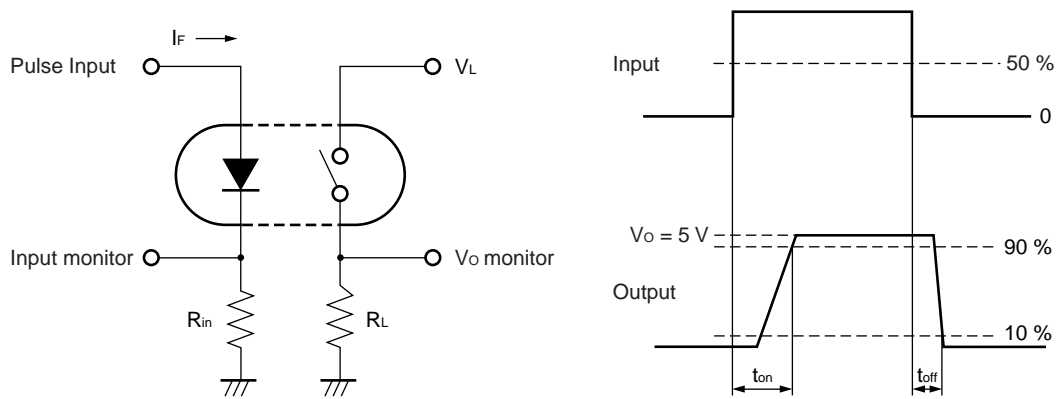 IF
Pulse Input
VL
Input monitor
VO monitor
Rin
RL
Input
50 %
0
VO = 5 V
90 %
Output
10 %
ton
toff